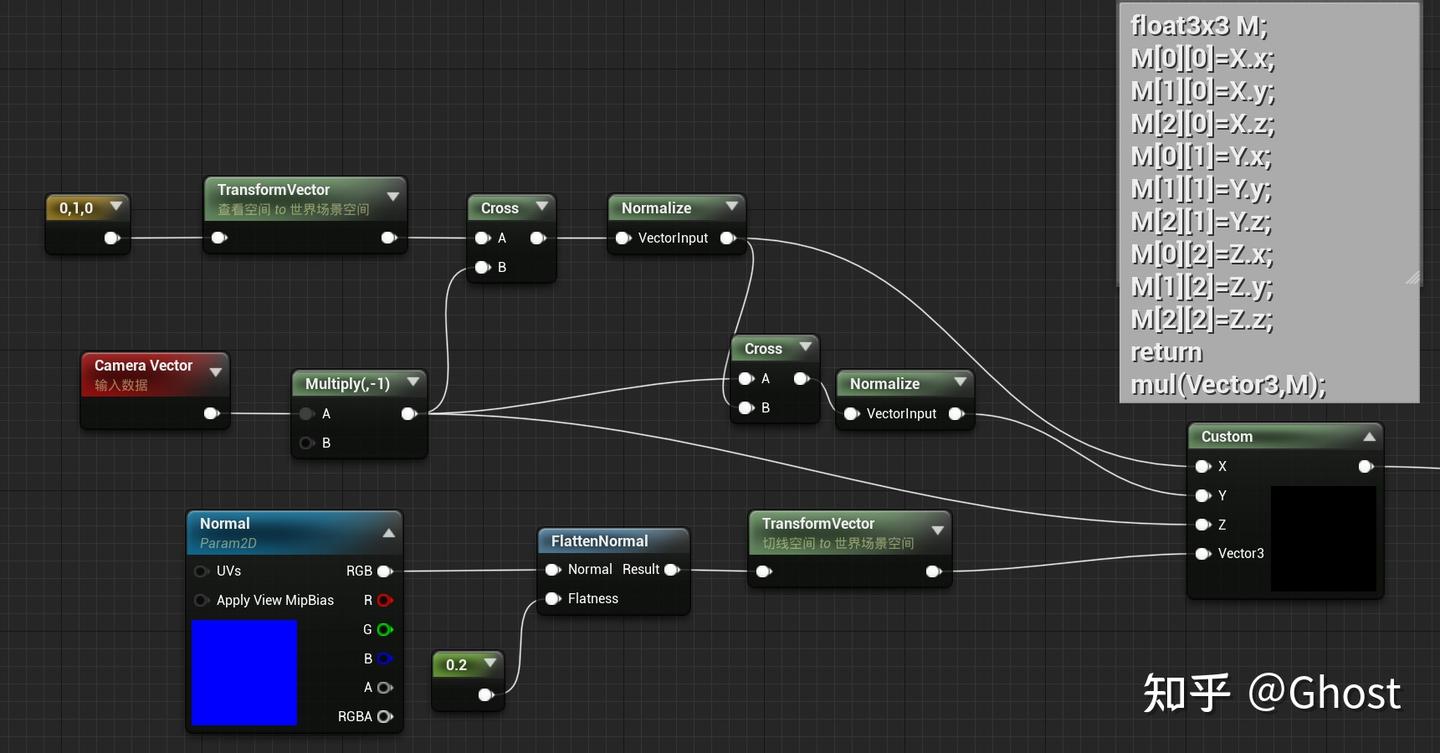 float3x3 M;
M[0][0]=X.x;
M[1][0]=X.y;
M[2][0]=X.z;
M[0][1]=Y.x;
M[1][1]=Y.y;
M[2][1]=Y.z;
M[0][2]=Z.x;
M[1][2]=Z.y;
M[2][2]=Z.z;
return
mul(Vector3,M);
0,1,0
TransformVector
查看空间 to 世界场景空间
Cross
A
B
Normalize
VectorInput
Camera Vector
输入数据
Multiply(,-1)
A
B
Cross
A
B
Normalize
VectorInput
Custom
X
Y
Z
Vector3
Normal
Param2D
UVs RGB
Apply View MipBias R
G
B
A
RGBA
FlattenNormal
Normal Result
Flatness
0.2
TransformVector
切线空间 to 世界场景空间
知乎 @Ghost